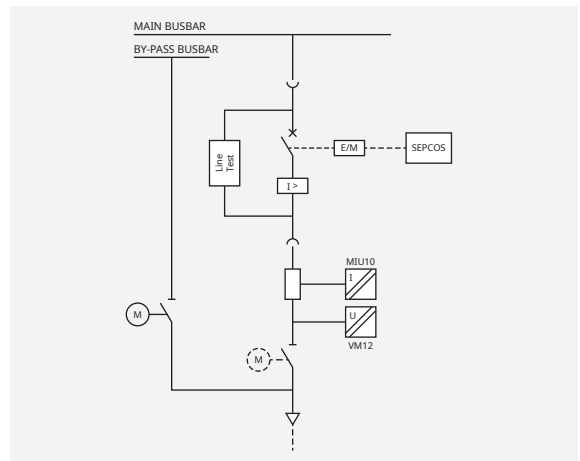 MAIN BUSBAR
BY-PASS BUSBAR
Line
Test
E/M
SEPCOS
I >
MIU10
I
M
U
VM12
M